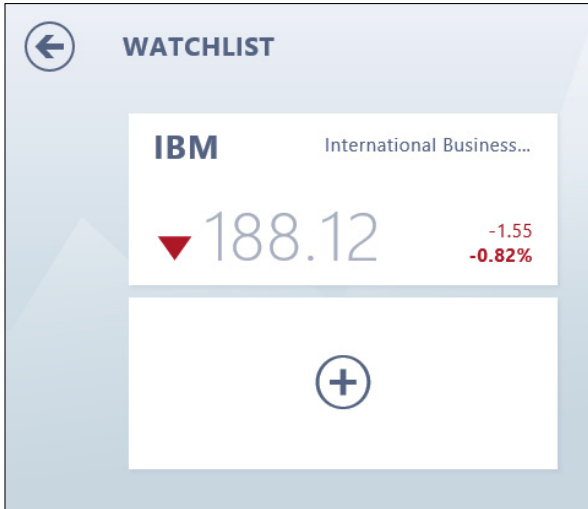 WATCHLIST
IBM
International Business...
188.12
-1.55
-0.82%